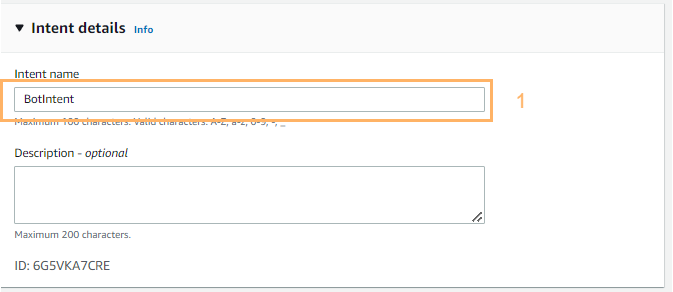 ▼ Intent details Info
Intent name
BotIntent
1
Maximum 100 characters. Valid characters: A-Z, a-z, 0-9, -, _
Description - optional
Maximum 200 characters.
ID: 6G5VKA7CRE